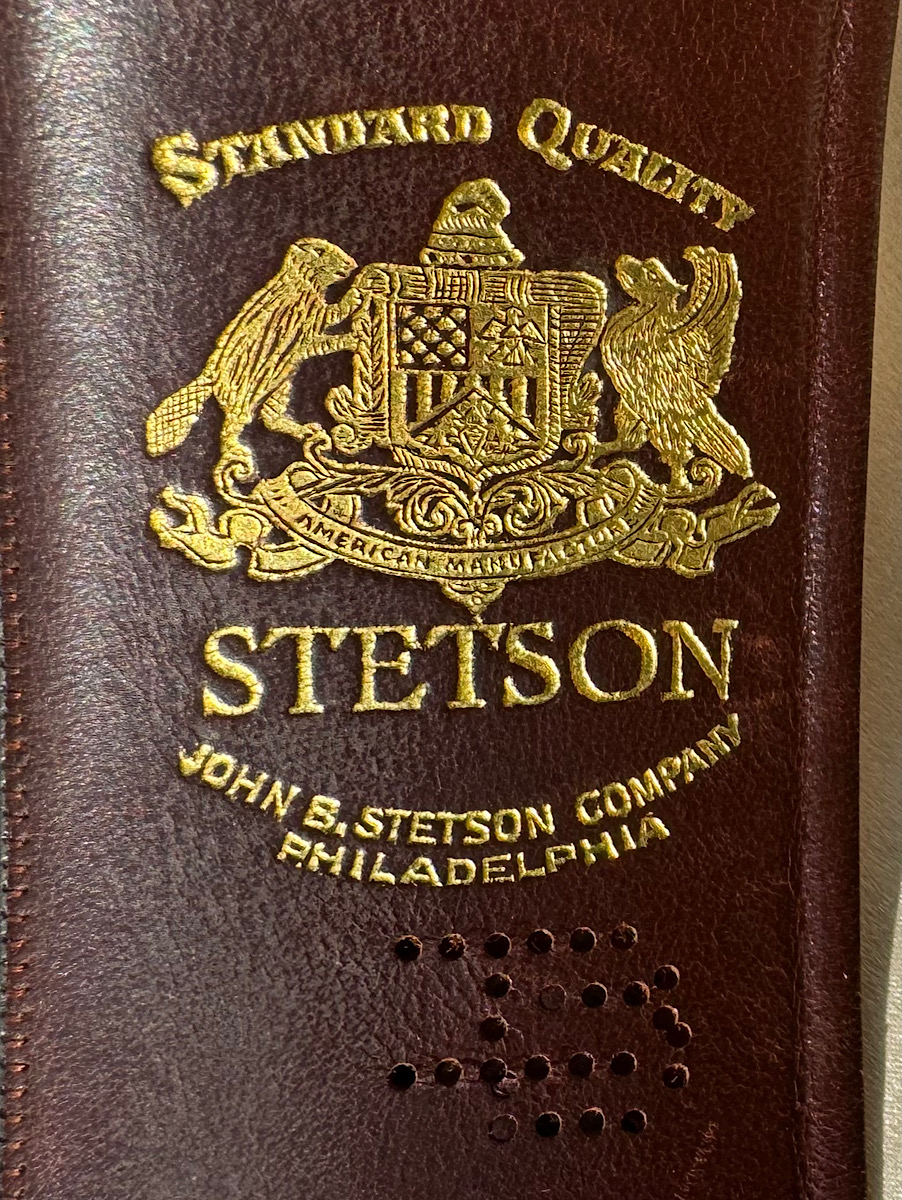 STANDARD QUALITY
AMERICAN MANUFACTURE
STETSON
JOHN B. STETSON COMPANY
PHILADELPHIA